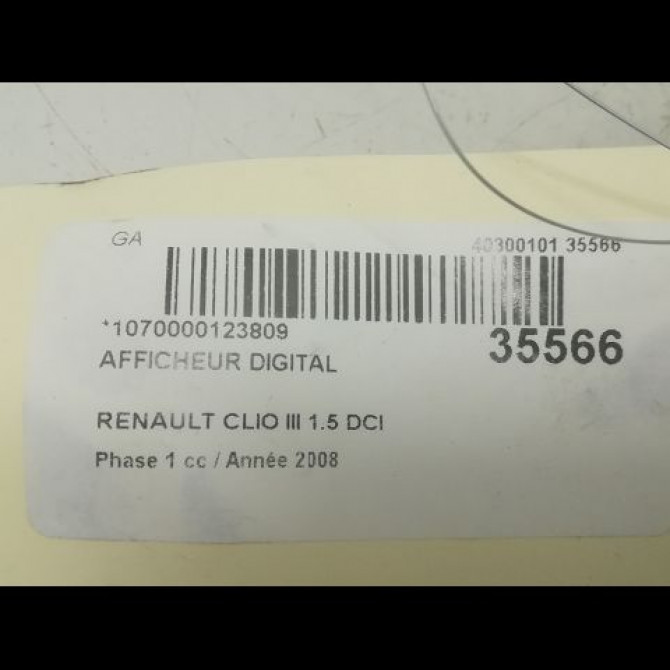 GA
40300101 35566
*1070000123809
35566
AFFICHEUR DIGITAL
RENAULT CLIO III 1.5 DCI
Phase 1 cc / Année 2008